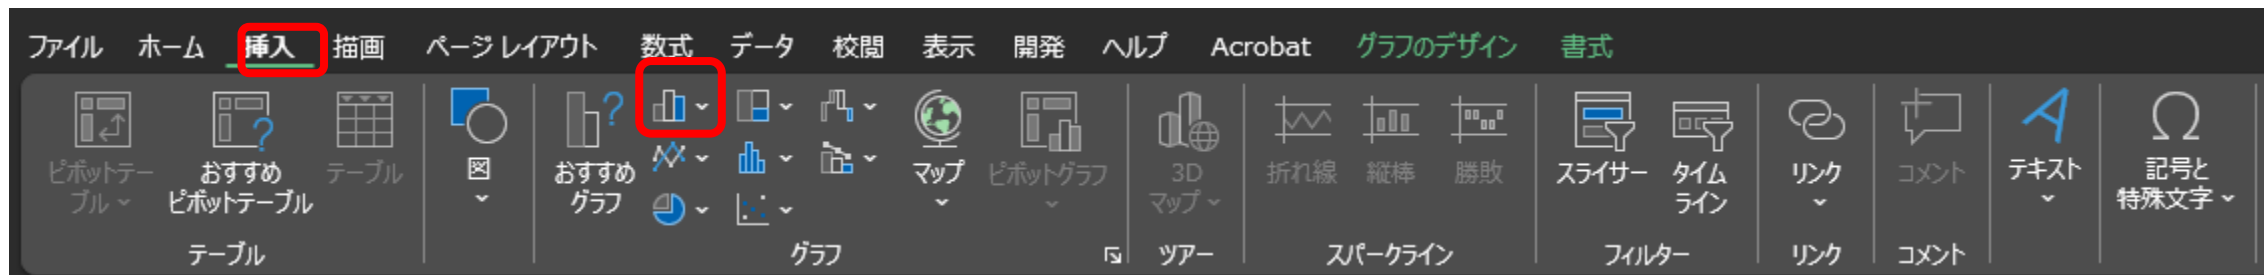 ファイル ホーム 挿入 描画 ページ レイアウト 数式 データ 校閲 表示 開発 ヘルプ Acrobat グラフのデザイン 書式
ピボットテー
ブル
おすすめ
ピボットテーブル
テーブル
テーブル
図
おすすめ
グラフ
マップ
ピボットグラフ
グラフ
3D
マップ
ツアー
折れ線
縦棒
勝敗
スパークライン
スライサー
タイム
ライン
フィルター
リンク
リンク
コメント
コメント
テキスト
記号と
特殊文字